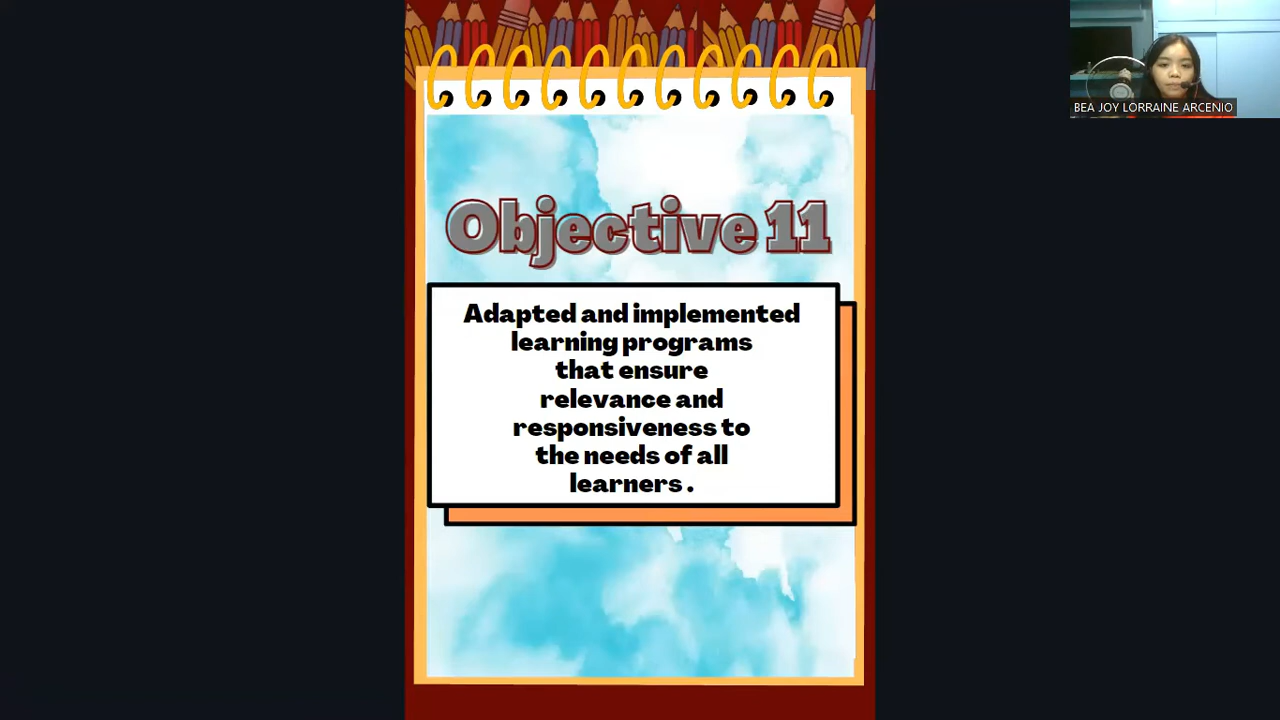 BEA JOY LORRAINE ARCENIO
Objective 11
Adapted and implemented
learning programs
that ensure
relevance and
responsiveness to
the needs of all
learners .